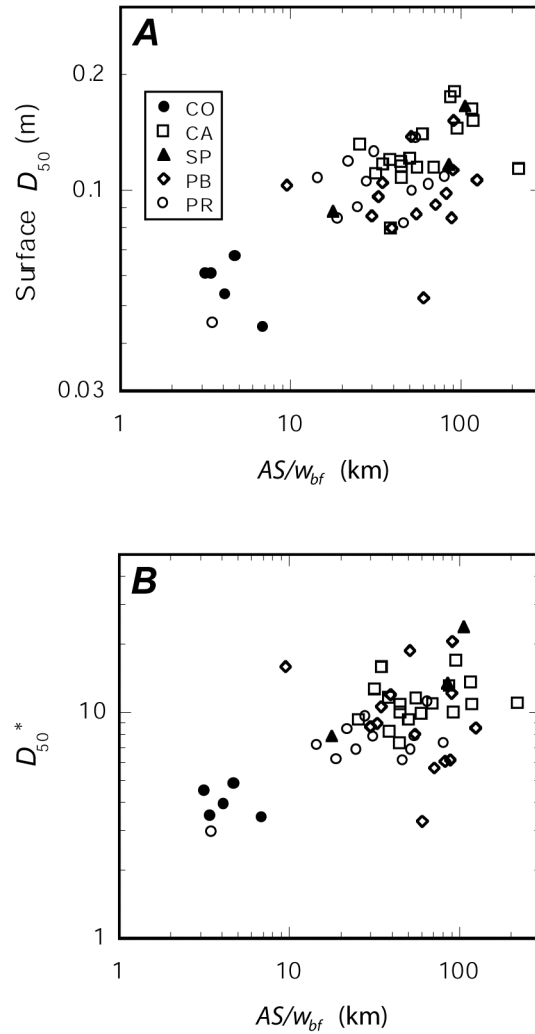 A
0.2
CO
CA
SP
PB
PR
Surface D50 (m)
0.1
0.03
1 10 100
AS/wbf (km)
B
D50*
10
1
1 10 100
AS/wbf (km)